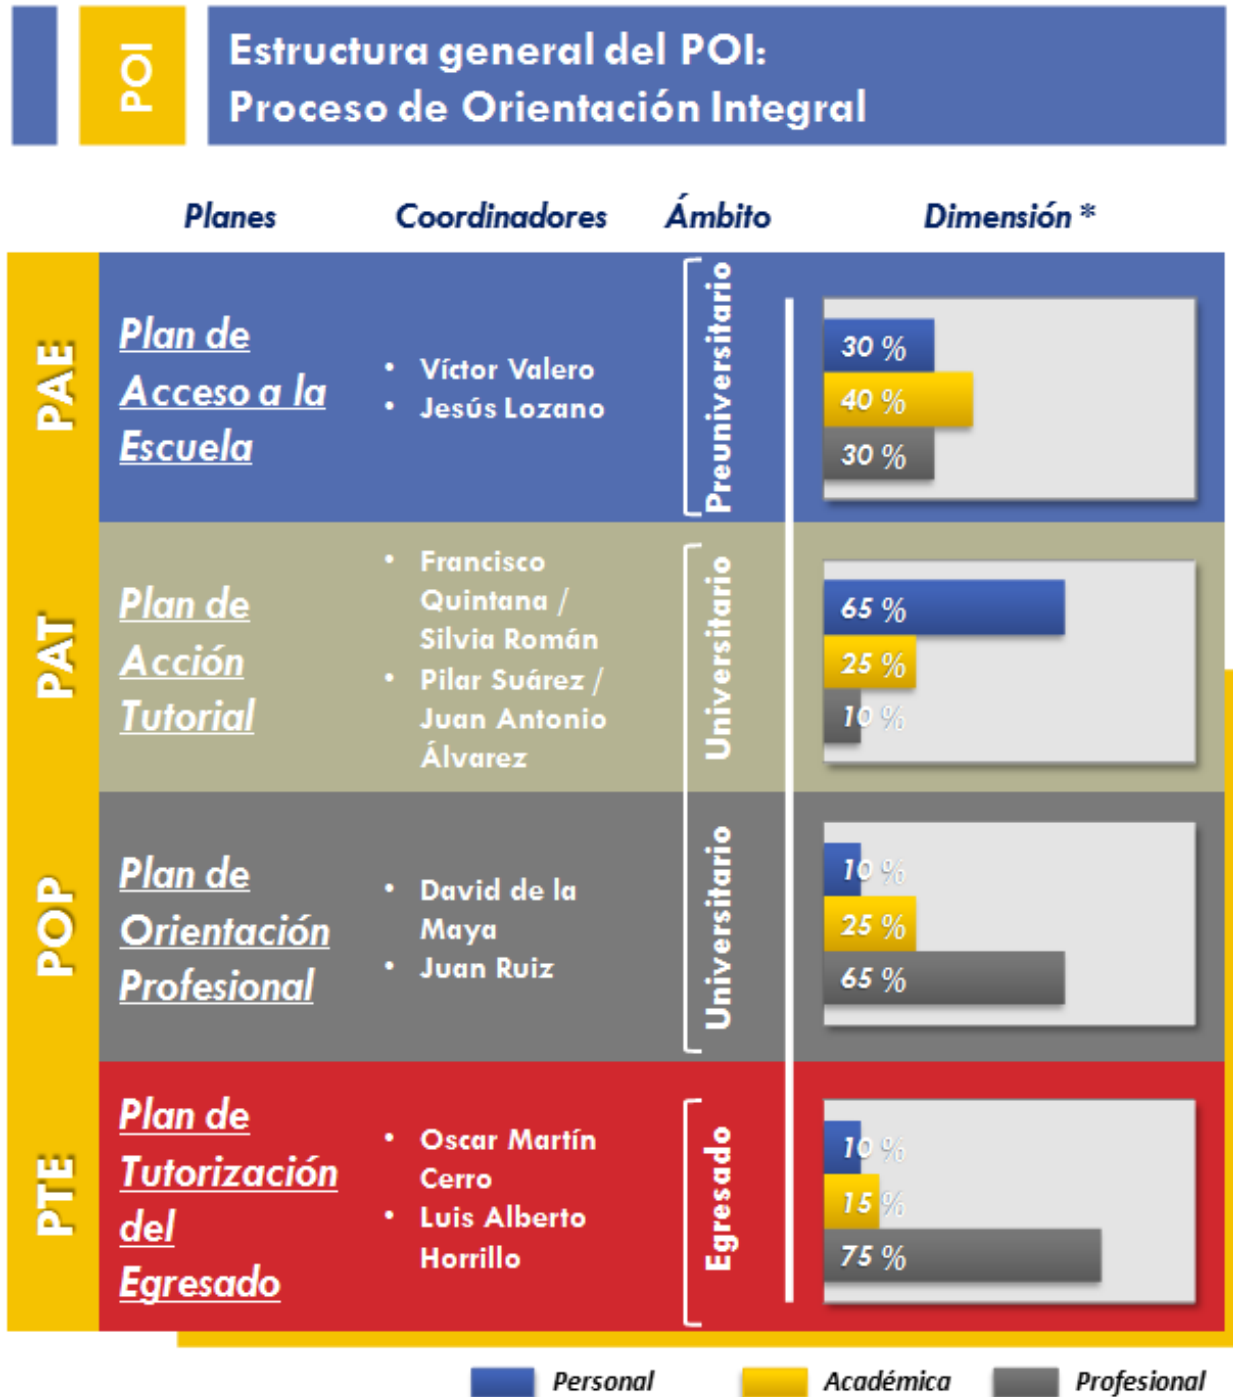 POI
Estructura general del POI:
Proceso de Orientación Integral
Planes Coordinadores Ámbito Dimensión *
PAE
Plan de
Acceso a la
Escuela
• Víctor Valero
• Jesús Lozano
Preuniversitario
30 %
40 %
30 %
PAT
Plan de
Acción
Tutorial
• Francisco
Quintana /
Silvia Román
• Pilar Suárez /
Juan Antonio
Álvarez
Universitario
65 %
25 %
10 %
POP
Plan de
Orientación
Profesional
• David de la
Maya
• Juan Ruiz
Universitario
10 %
25 %
65 %
PTE
Plan de
Tutorización
del
Egresado
• Oscar Martín
Cerro
• Luis Alberto
Horrillo
Egresado
10 %
15 %
75 %
Personal Académica Profesional